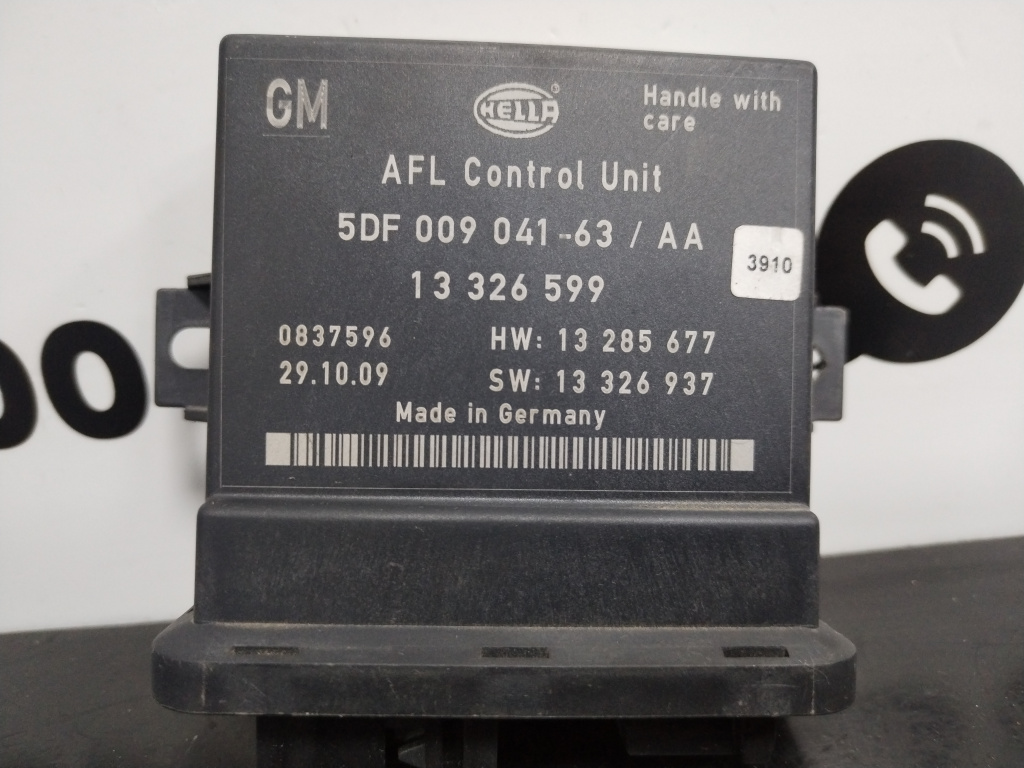 GM
HELLA
®
Handle with
care
AFL Control Unit
5DF 009 041-63 / AA
3910
13 326 599
0837596
HW: 13 285 677
29.10.09
SW: 13 326 937
Made in Germany